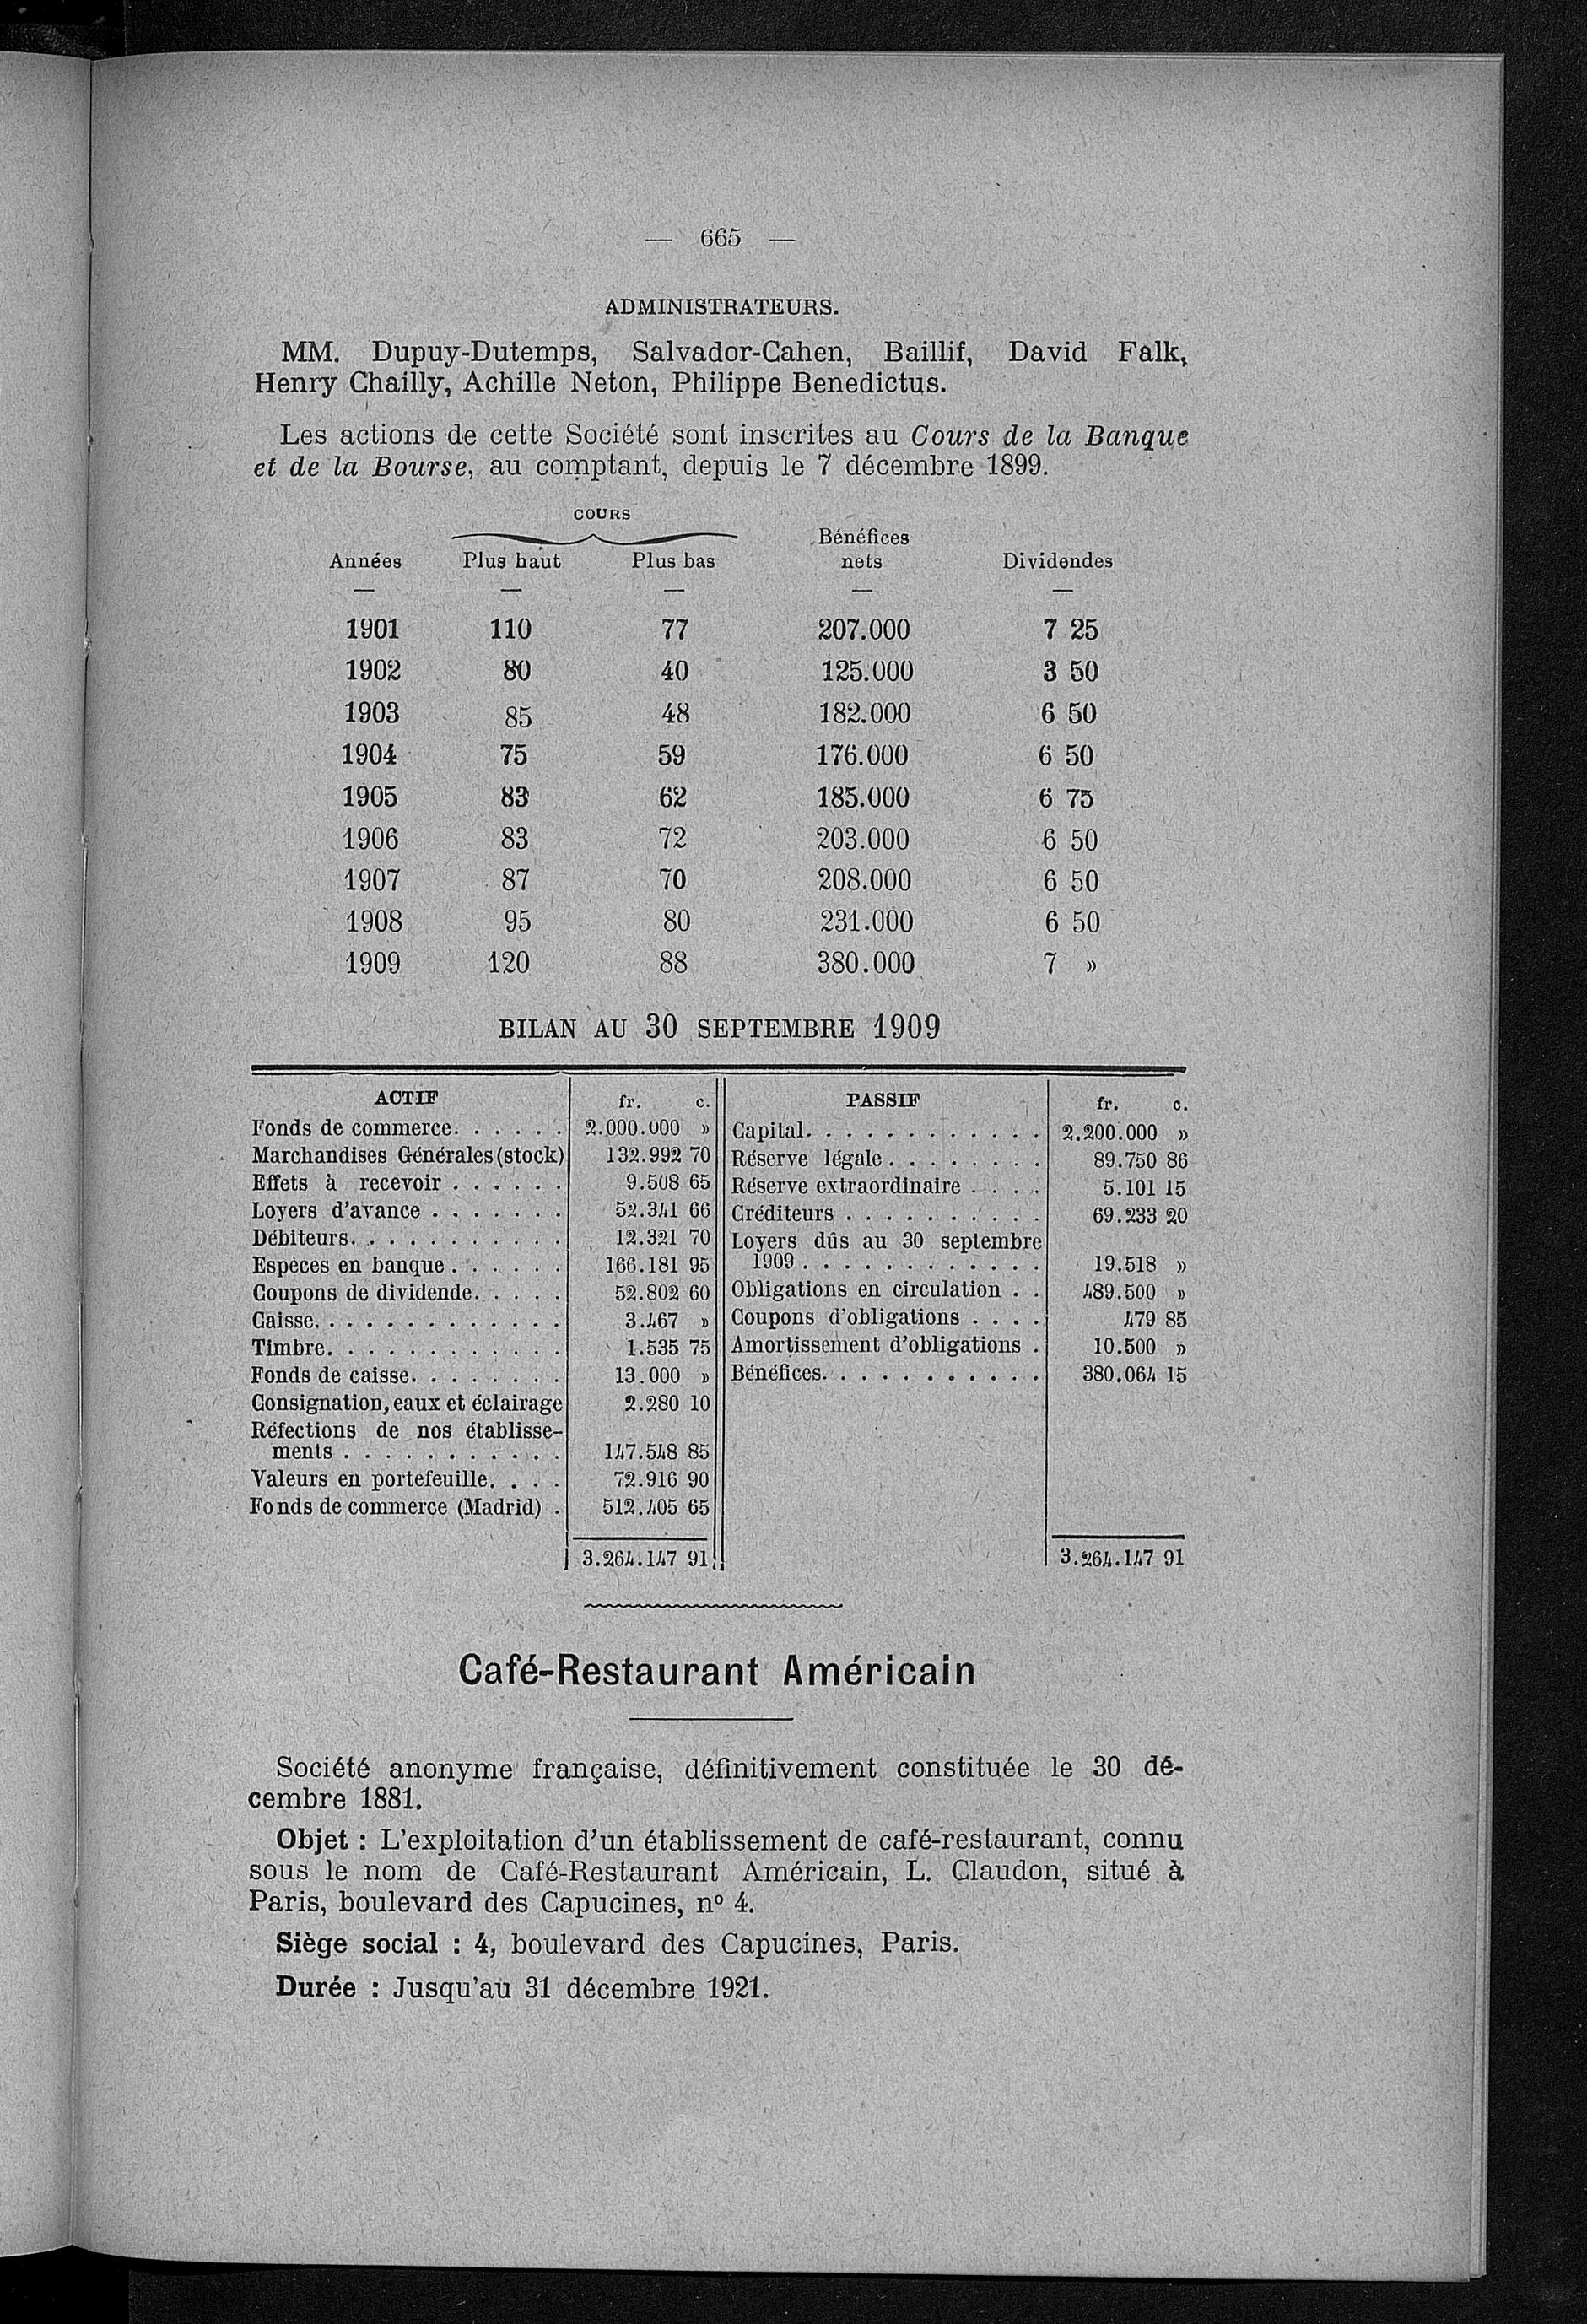 — 665 —
ADMINISTRATEURS.
MM. Dupuy-Dutemps, Salvador-Cahen, Baillif, David Falk,
Henry Chailly, Achille Neton, Philippe Benedictus.
Les actions de cette Société sont inscrites au Cours de la Banque
et de la Bourse, au comptant, depuis le 7 décembre 1899.
COURS
Années Plus haut Plus bas Bénéfices nets Dividendes
— — — — —
1901 110 77 207.000 7 25
1902 80 40 125.000 3 50
1903 85 48 182.000 6 50
1904 75 59 176.000 6 50
1905 83 62 185.000 6 75
1906 83 72 203.000 6 50
1907 87 70 208.000 6 50
1908 95 80 231.000 6 50
1909 120 88 380.000 7 »
BILAN AU 30 SEPTEMBRE 1909
ACTIF fr. c.
Fonds de commerce. . . . . . 2.000.000 »
Marchandises Générales (stock) 132.992 70
Effets à recevoir . . . . . . 9.508 65
Loyers d'avance . . . . . . . 52.341 66
Débiteurs. . . . . . . . . . . 12.321 70
Espèces en banque . . . . . . 166.181 95
Coupons de dividende. . . . . 52.802 60
Caisse. . . . . . . . . . . . . 3.467 »
Timbre. . . . . . . . . . . . 1.535 75
Fonds de caisse. . . . . . . . 13.000 »
Consignation, eaux et éclairage 2.280 10
Réfections de nos établisse-
ments . . . . . . . . . . . 147.548 85
Valeurs en portefeuille. . . . 72.916 90
Fonds de commerce (Madrid) . 512.405 65
3.264.147 91
PASSIF fr. c.
Capital. . . . . . . . . . . . 2.200.000 »
Réserve légale . . . . . . . . 89.750 86
Réserve extraordinaire . . . . 5.101 15
Créditeurs . . . . . . . . . . 69.233 20
Loyers dûs au 30 septembre
1909 . . . . . . . . . . . . 19.518 »
Obligations en circulation . . 489.500 »
Coupons d'obligations . . . . 479 85
Amortissement d'obligations . 10.500 »
Bénéfices. . . . . . . . . . . 380.064 15
3.264.147 91
Café-Restaurant Américain
Société anonyme française, définitivement constituée le 30 dé-
cembre 1881.
Objet : L'exploitation d'un établissement de café-restaurant, connu
sous le nom de Café-Restaurant Américain, L. Claudon, situé à
Paris, boulevard des Capucines, nº 4.
Siège social : 4, boulevard des Capucines, Paris.
Durée : Jusqu'au 31 décembre 1921.